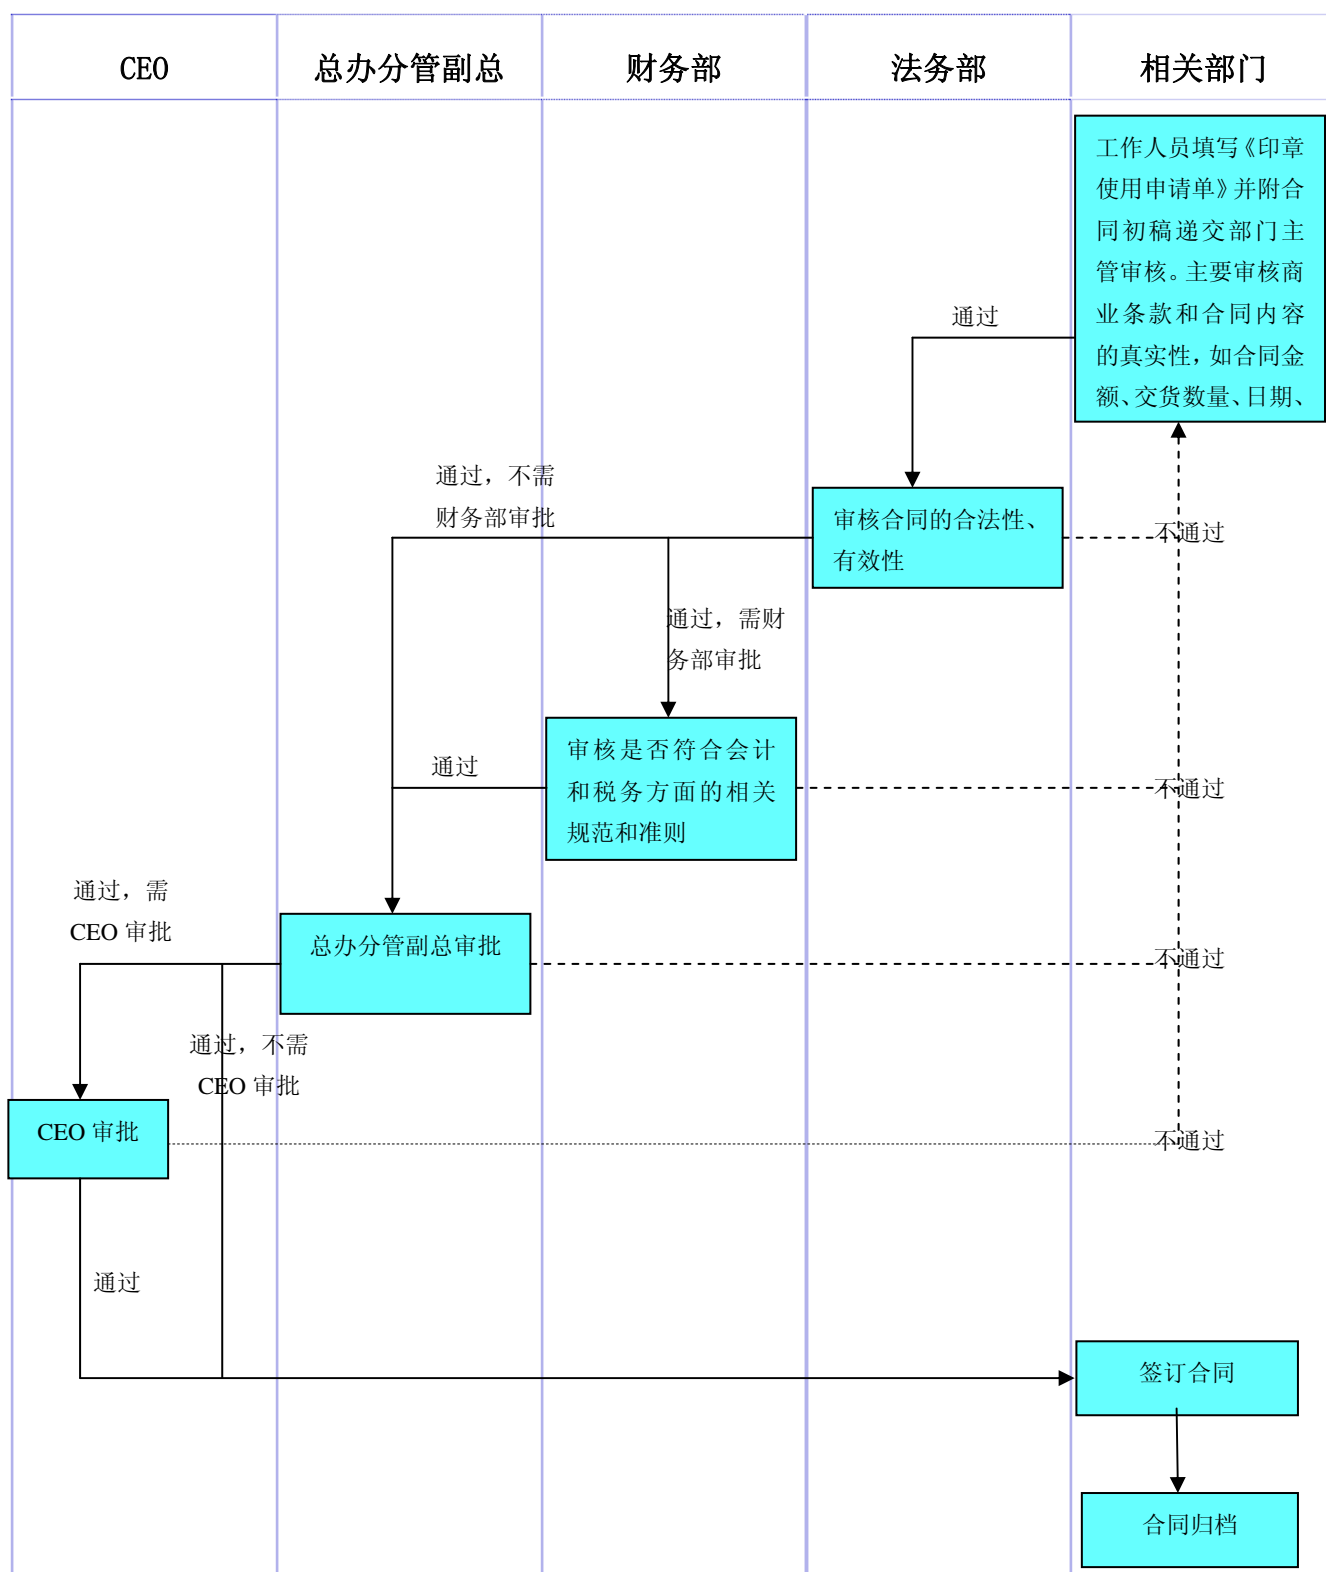 CEO
总办分管副总
财务部
法务部
相关部门
工作人员填写《印章
使用申请单》并附合
同初稿递交部门主
管审核。主要审核商
业条款和合同内容
的真实性，如合同金
额、交货数量、日期、
通过
通过，不需
财务部审批
审核合同的合法性、
有效性
不通过
通过，需财
务部审批
审核是否符合会计
和税务方面的相关
规范和准则
通过
不通过
通过，需
CEO 审批
总办分管副总审批
不通过
通过，不需
CEO 审批
CEO 审批
不通过
通过
签订合同
合同归档